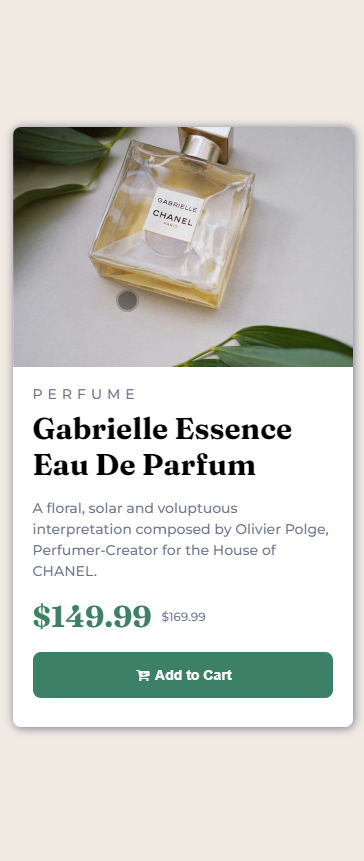 GABRIELLE
CHANEL
PARIS
PERFUME
Gabrielle Essence
Eau De Parfum
A floral, solar and voluptuous
interpretation composed by Olivier Polge,
Perfumer-Creator for the House of
CHANEL.
$149.99 $169.99
Add to Cart